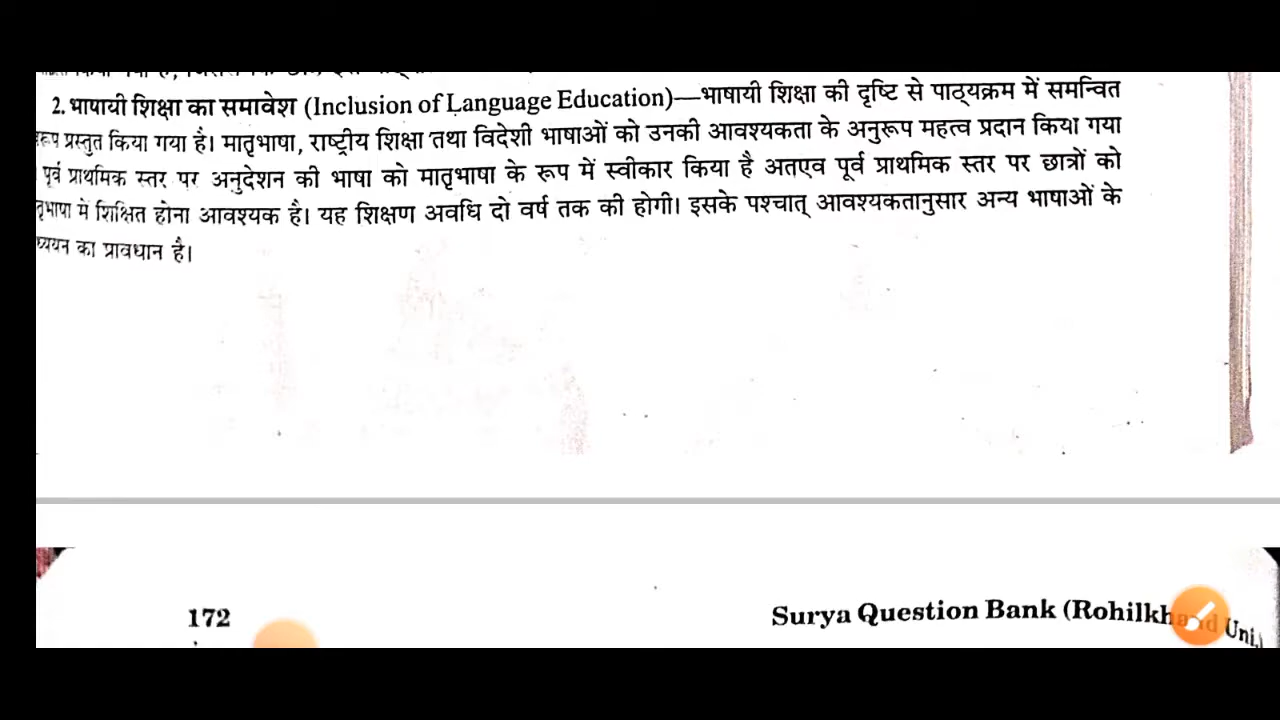 2. भाषायी शिक्षा का समावेश (Inclusion of Language Education)—भाषायी शिक्षा की दृष्टि से पाठ्यक्रम में समन्वित
प्रस्तुत किया गया है। मातृभाषा, राष्ट्रीय शिक्षा तथा विदेशी भाषाओं को उनकी आवश्यकता के अनुरूप महत्व प्रदान किया गया
पूर्व प्राथमिक स्तर पर अनुदेशन की भाषा को मातृभाषा के रूप में स्वीकार किया है अतएव पूर्व प्राथमिक स्तर पर छात्रों को
में शिक्षित होना आवश्यक है। यह शिक्षण अवधि दो वर्ष तक की होगी। इसके पश्चात् आवश्यकतानुसार अन्य भाषाओं के
का प्रावधान है।
172
Surya Question Bank (Rohilkhand Uni.)